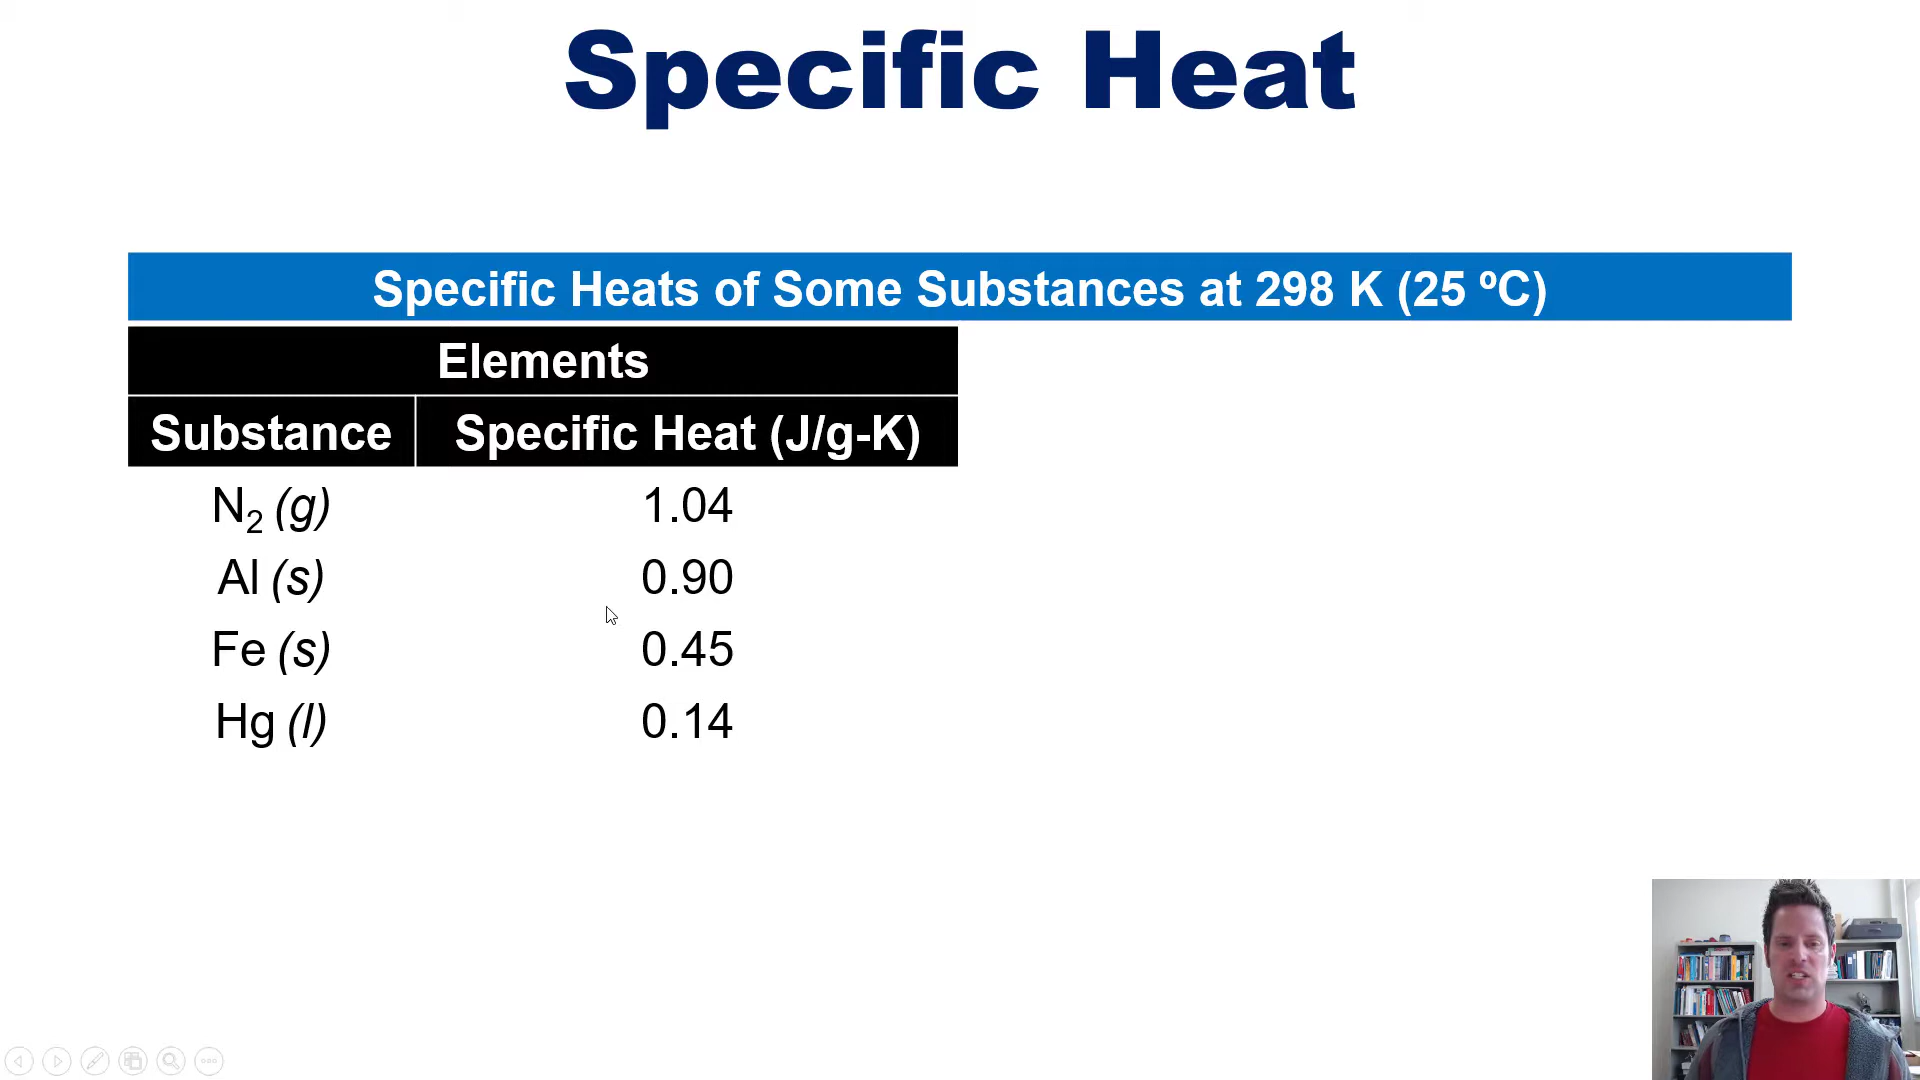 Specific Heat
Specific Heats of Some Substances at 298 K (25 ºC)
Elements
Substance Specific Heat (J/g-K)
N₂ (g) 1.04
Al (s) 0.90
Fe (s) 0.45
Hg (l) 0.14